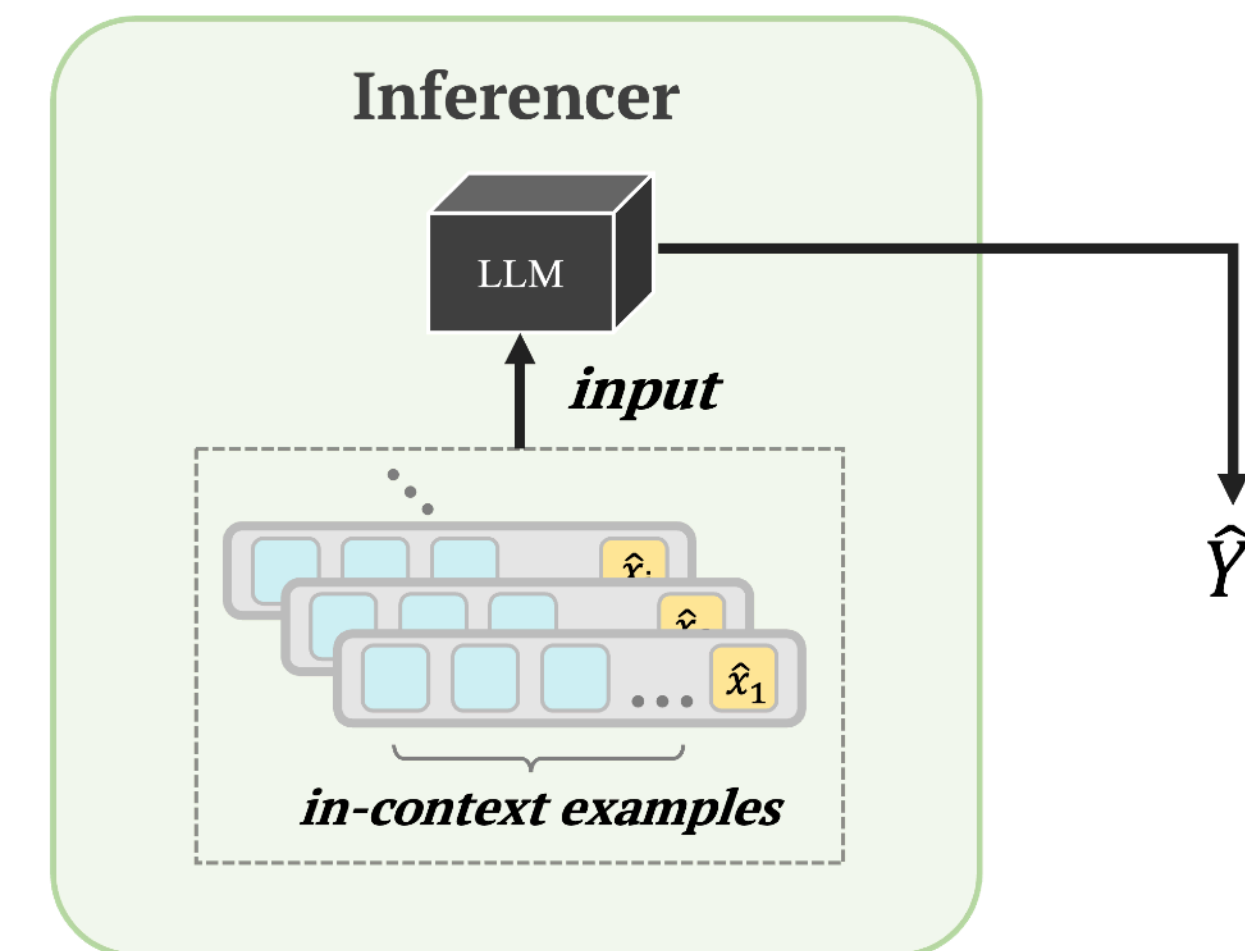 Inferencer
LLM
input
x̂₁
in-context examples
Ŷ